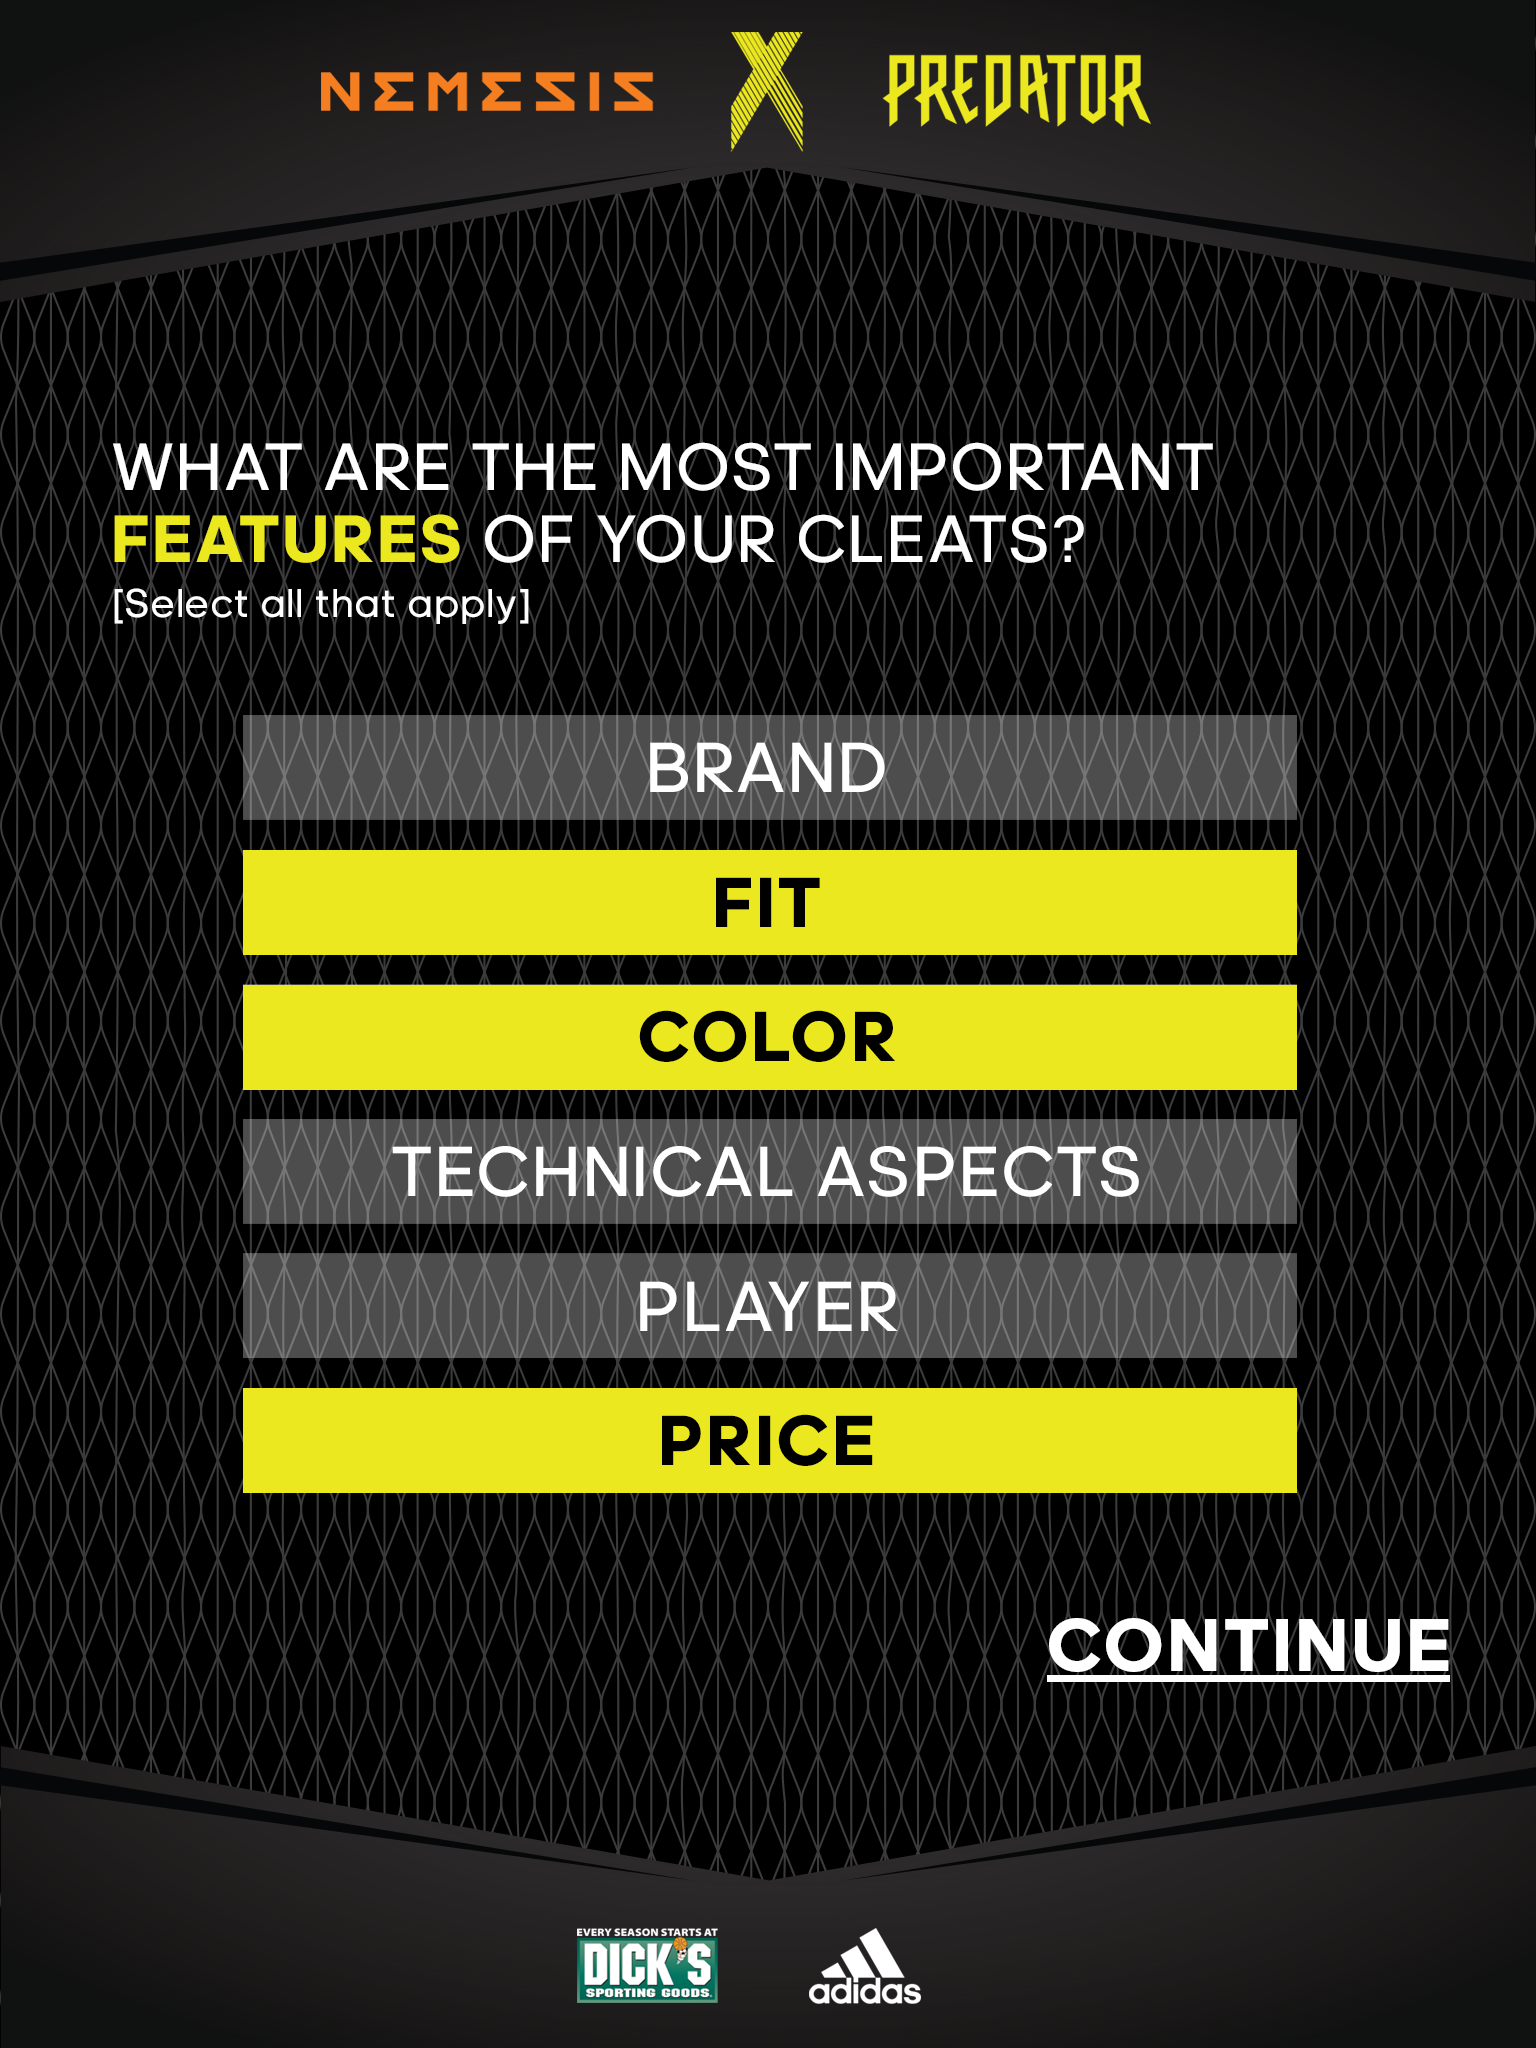 NEMESIS X PREDATOR
WHAT ARE THE MOST IMPORTANT
FEATURES OF YOUR CLEATS?
[Select all that apply]
BRAND
FIT
COLOR
TECHNICAL ASPECTS
PLAYER
PRICE
CONTINUE
EVERY SEASON STARTS AT
DICK'S
SPORTING GOODS
adidas